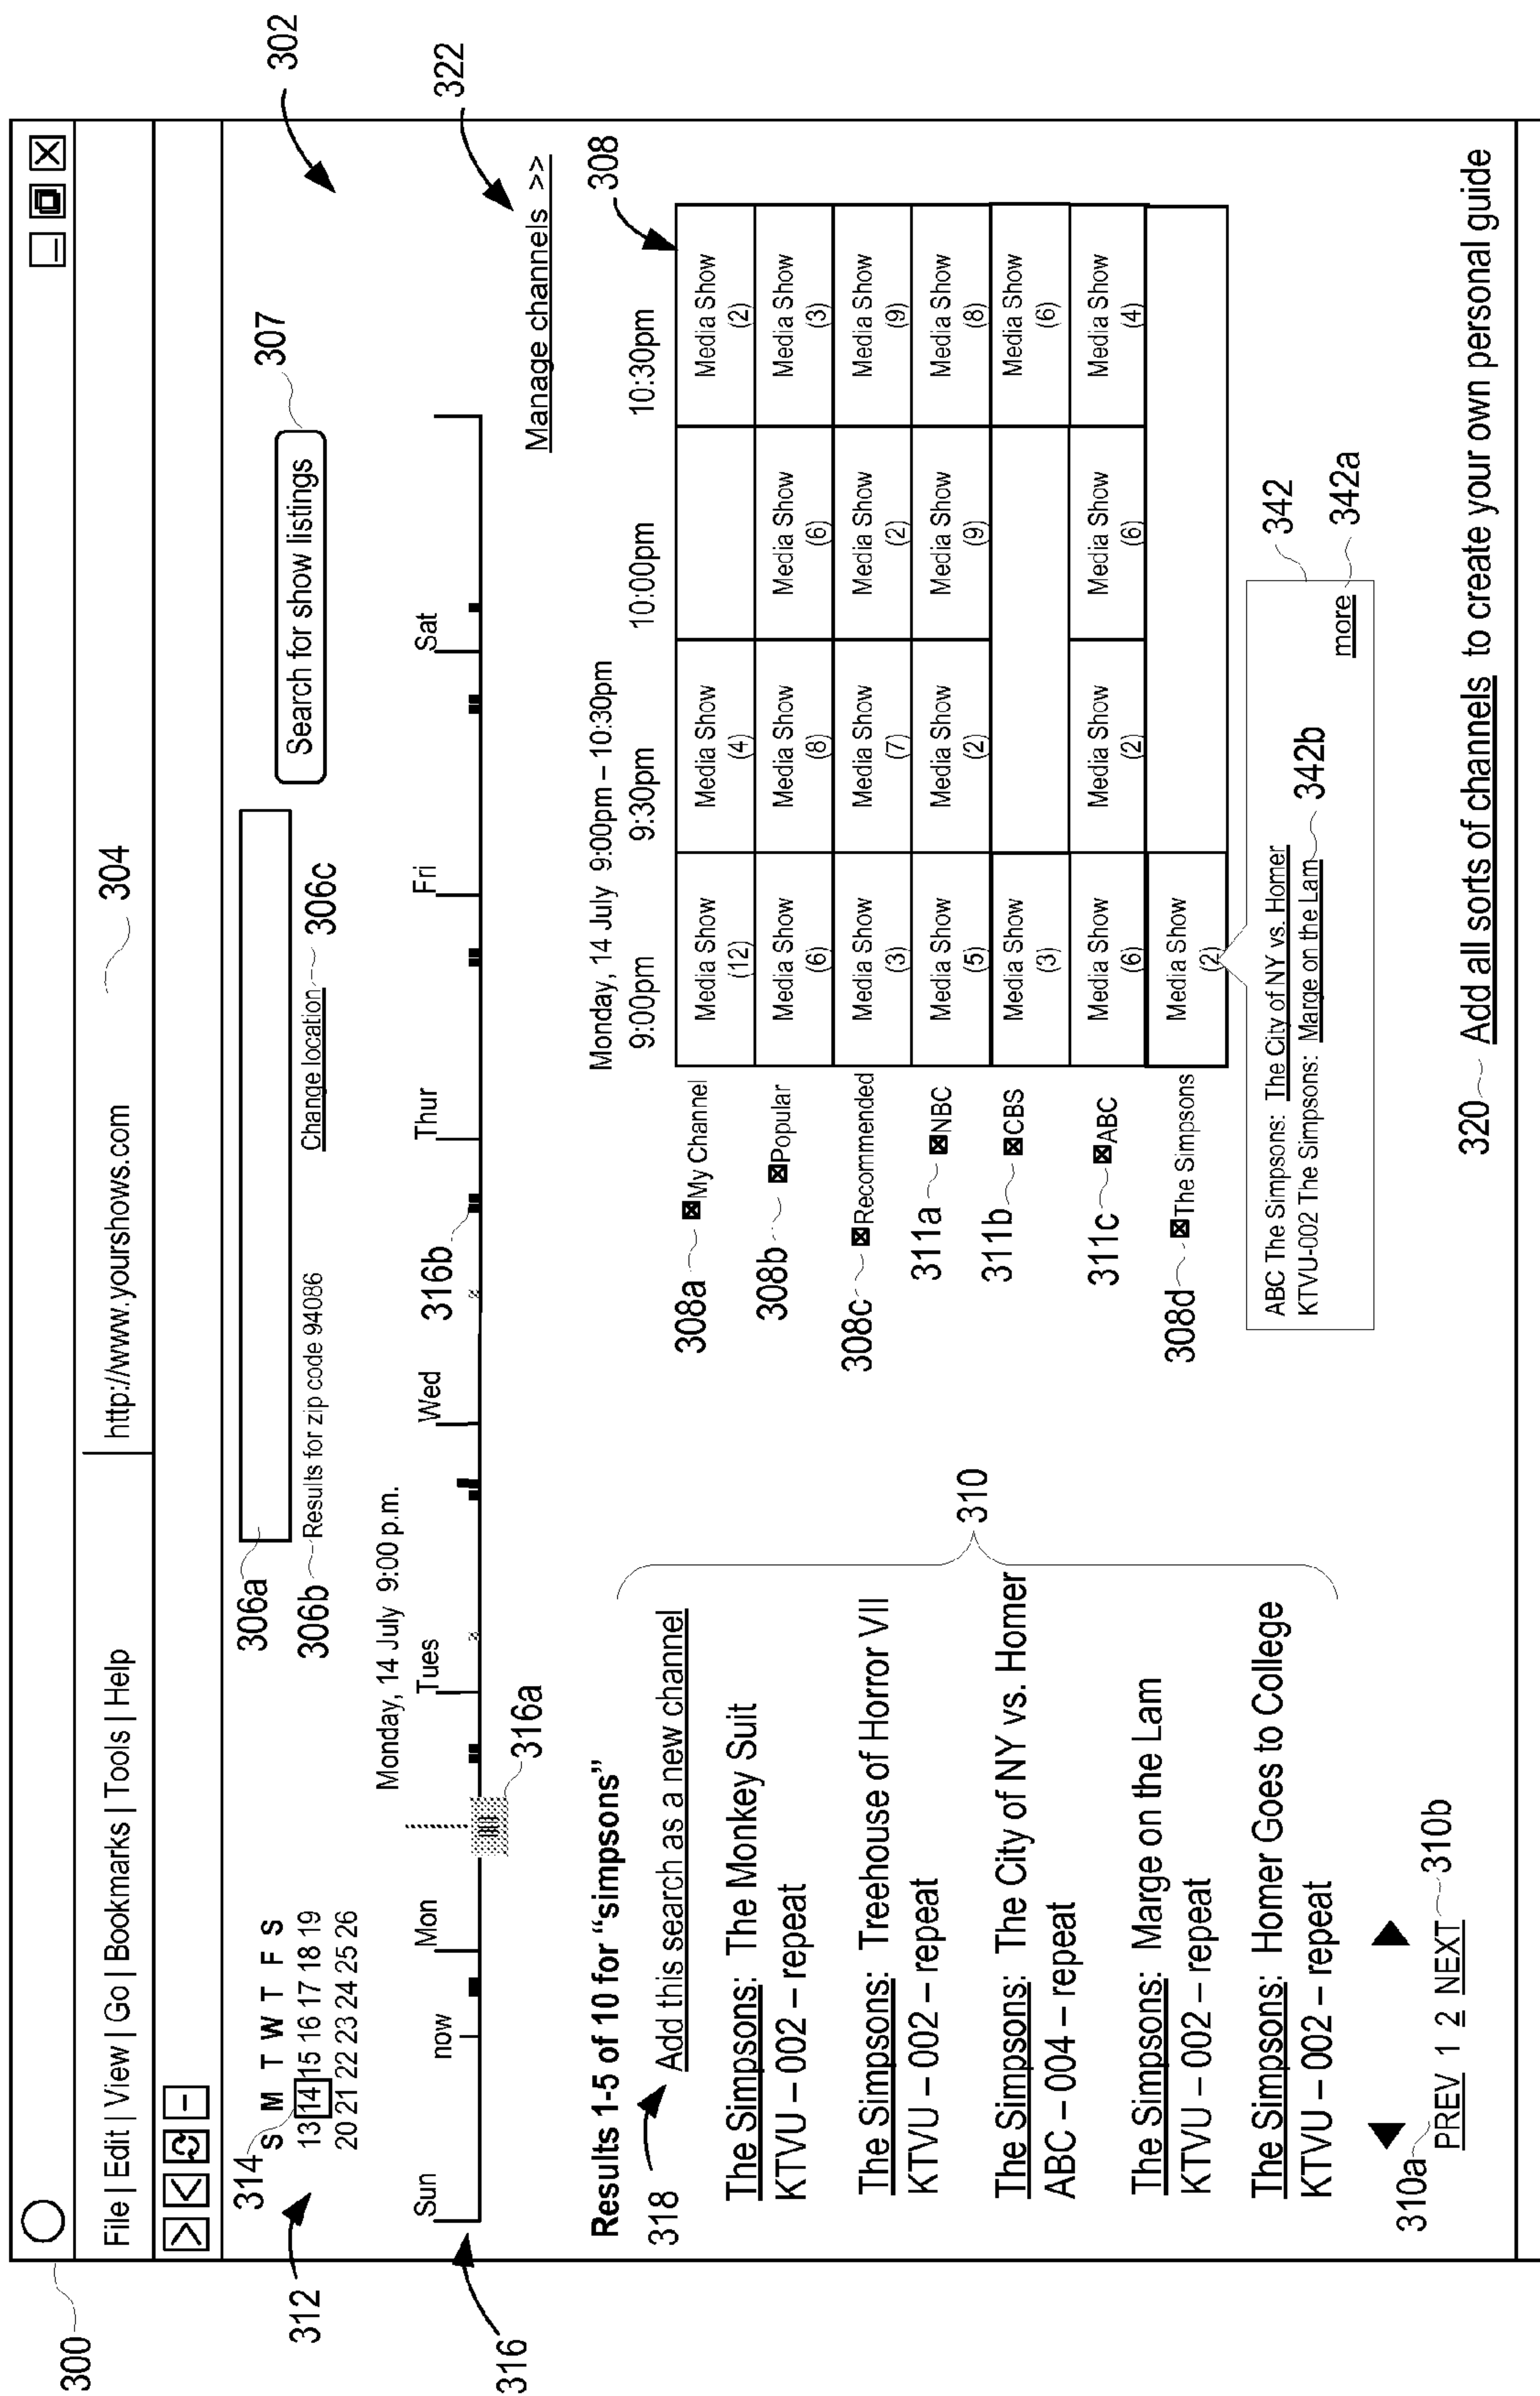 300
File | Edit | View | Go | Bookmarks | Tools | Help
http://www.yourshows.com
304
302
314
312
S M T W T F S
13 14 15 16 17 18 19
20 21 22 23 24 25 26
306a
306b
Results for zip code 94086
Change location
306c
Search for show listings
307
Monday, 14 July 9:00 p.m.
Sun
now
Mon
Tues
Wed
Thur
Fri
Sat
316
316a
316b
Manage channels >>
322
Results 1-5 of 10 for “simpsons”
318
Add this search as a new channel
The Simpsons: The Monkey Suit
KTVU – 002 – repeat
The Simpsons: Treehouse of Horror VII
KTVU – 002 – repeat
The Simpsons: The City of NY vs. Homer
ABC – 004 – repeat
The Simpsons: Marge on the Lam
KTVU – 002 – repeat
The Simpsons: Homer Goes to College
KTVU – 002 – repeat
310
310a
PREV 1 2 NEXT
310b
Monday, 14 July 9:00pm – 10:30pm
308
9:00pm 9:30pm 10:00pm 10:30pm
308a
My Channel
Media Show (12)
Media Show (4)
Media Show (2)
308b
Popular
Media Show (6)
Media Show (8)
Media Show (6)
Media Show (3)
308c
Recommended
Media Show (3)
Media Show (7)
Media Show (2)
Media Show (9)
311a
NBC
Media Show (5)
Media Show (2)
Media Show (9)
Media Show (8)
311b
CBS
Media Show (3)
Media Show (6)
311c
ABC
Media Show (6)
Media Show (2)
Media Show (6)
Media Show (4)
308d
The Simpsons
Media Show (2)
ABC The Simpsons: The City of NY vs. Homer
KTVU-002 The Simpsons: Marge on the Lam
342b
more
342
342a
320
Add all sorts of channels to create your own personal guide